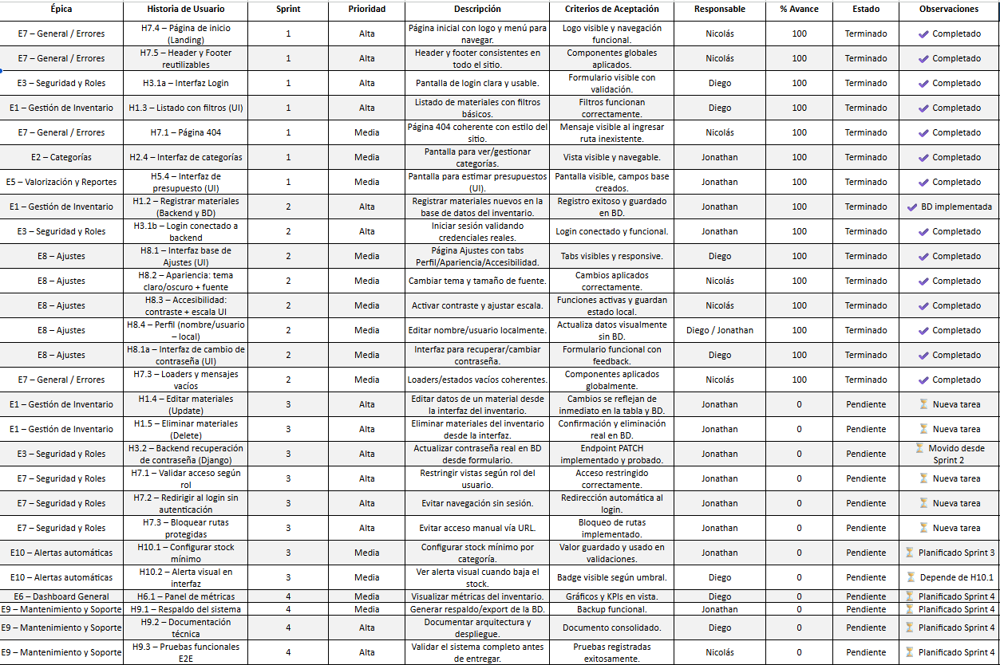 Épica Historia de Usuario Sprint Prioridad Descripción Criterios de Aceptación Responsable % Avance Estado Observaciones
E7 – General / Errores H7.4 – Página de inicio (Landing) 1 Alta Página inicial con logo y menú para navegar. Logo visible y navegación funcional. Nicolás 100 Terminado ✔ Completado
E7 – General / Errores H7.5 – Header y Footer reutilizables 1 Alta Header y footer consistentes en todo el sitio. Componentes globales aplicados. Nicolás 100 Terminado ✔ Completado
E3 – Seguridad y Roles H3.1a – Interfaz Login 1 Alta Pantalla de login clara y usable. Formulario visible con validación. Diego 100 Terminado ✔ Completado
E1 – Gestión de Inventario H1.3 – Listado con filtros (UI) 1 Alta Listado de materiales con filtros básicos. Filtros funcionan correctamente. Diego 100 Terminado ✔ Completado
E7 – General / Errores H7.1 – Página 404 1 Media Página 404 coherente con estilo del sitio. Mensaje visible al ingresar ruta inexistente. Nicolás 100 Terminado ✔ Completado
E2 – Categorías H2.4 – Interfaz de categorías 1 Media Pantalla para ver/gestionar categorías. Vista visible y navegable. Jonathan 100 Terminado ✔ Completado
E5 – Valorización y Reportes H5.4 – Interfaz de presupuesto (UI) 1 Media Pantalla para estimar presupuestos (UI). Pantalla visible, campos base creados. Jonathan 100 Terminado ✔ Completado
E1 – Gestión de Inventario H1.2 – Registrar materiales (Backend y BD) 2 Alta Registrar materiales nuevos en la base de datos del inventario. Registro exitoso y guardado en BD. Jonathan 100 Terminado ✔ BD implementada
E3 – Seguridad y Roles H3.1b – Login conectado a backend 2 Alta Iniciar sesión validando credenciales reales. Login conectado y funcional. Jonathan 100 Terminado ✔ Completado
E8 – Ajustes H8.1 – Interfaz base de Ajustes (UI) 2 Media Página Ajustes con tabs Perfil/Apariencia/Accesibilidad. Tabs visibles y responsive. Diego 100 Terminado ✔ Completado
E8 – Ajustes H8.2 – Apariencia: tema claro/oscuro + fuente 2 Media Cambiar tema y tamaño de fuente. Cambios aplicados correctamente. Nicolás 100 Terminado ✔ Completado
E8 – Ajustes H8.3 – Accesibilidad: contraste + escala UI 2 Media Activar contraste y ajustar escala. Funciones activas y guardan estado local. Nicolás 100 Terminado ✔ Completado
E8 – Ajustes H8.4 – Perfil (nombre/usuario – local) 2 Media Editar nombre/usuario localmente. Actualiza datos visualmente sin BD. Diego / Jonathan 100 Terminado ✔ Completado
E8 – Ajustes H8.1a – Interfaz de cambio de contraseña (UI) 2 Media Interfaz para recuperar/cambiar contraseña. Formulario funcional con feedback. Diego 100 Terminado ✔ Completado
E7 – General / Errores H7.3 – Loaders y mensajes vacíos 2 Media Loaders/estados vacíos coherentes. Componentes aplicados globalmente. Nicolás 100 Terminado ✔ Completado
E1 – Gestión de Inventario H1.4 – Editar materiales (Update) 3 Alta Editar datos de un material desde la interfaz del inventario. Cambios se reflejan de inmediato en la tabla y BD. Jonathan 0 Pendiente ⏳ Nueva tarea
E1 – Gestión de Inventario H1.5 – Eliminar materiales (Delete) 3 Alta Eliminar materiales del inventario desde la interfaz. Confirmación y eliminación real en BD. Jonathan 0 Pendiente ⏳ Nueva tarea
E3 – Seguridad y Roles H3.2 – Backend recuperación de contraseña (Django) 3 Alta Actualizar contraseña real en BD desde formulario. Endpoint PATCH implementado y probado. Jonathan 0 Pendiente ⏳ Movido desde Sprint 2
E7 – Seguridad y Roles H7.1 – Validar acceso según rol 3 Alta Restringir vistas según rol del usuario. Acceso restringido correctamente. Jonathan 0 Pendiente ⏳ Nueva tarea
E7 – Seguridad y Roles H7.2 – Redirigir al login sin autenticación 3 Alta Evitar navegación sin sesión. Redirección automática al login. Jonathan 0 Pendiente ⏳ Nueva tarea
E7 – Seguridad y Roles H7.3 – Bloquear rutas protegidas 3 Alta Evitar acceso manual vía URL. Bloqueo de rutas implementado. Jonathan 0 Pendiente ⏳ Nueva tarea
E10 – Alertas automáticas H10.1 – Configurar stock mínimo 3 Media Configurar stock mínimo por categoría. Valor guardado y usado en validaciones. Jonathan 0 Pendiente ⏳ Planificado Sprint 3
E10 – Alertas automáticas H10.2 – Alerta visual en interfaz 3 Media Ver alerta visual cuando baja el stock. Badge visible según umbral. Diego 0 Pendiente ⏳ Depende de H10.1
E6 – Dashboard General H6.1 – Panel de métricas 4 Media Visualizar métricas del inventario. Gráficos y KPIs en vista. Diego 0 Pendiente ⏳ Planificado Sprint 4
E9 – Mantenimiento y Soporte H9.1 – Respaldo del sistema 4 Media Generar respaldo/export de la BD. Backup funcional. Jonathan 0 Pendiente ⏳ Planificado Sprint 4
E9 – Mantenimiento y Soporte H9.2 – Documentación técnica 4 Alta Documentar arquitectura y despliegue. Documento consolidado. Diego 0 Pendiente ⏳ Planificado Sprint 4
E9 – Mantenimiento y Soporte H9.3 – Pruebas funcionales E2E 4 Alta Validar el sistema completo antes de entregar. Pruebas registradas exitosamente. Nicolás 0 Pendiente ⏳ Planificado Sprint 4